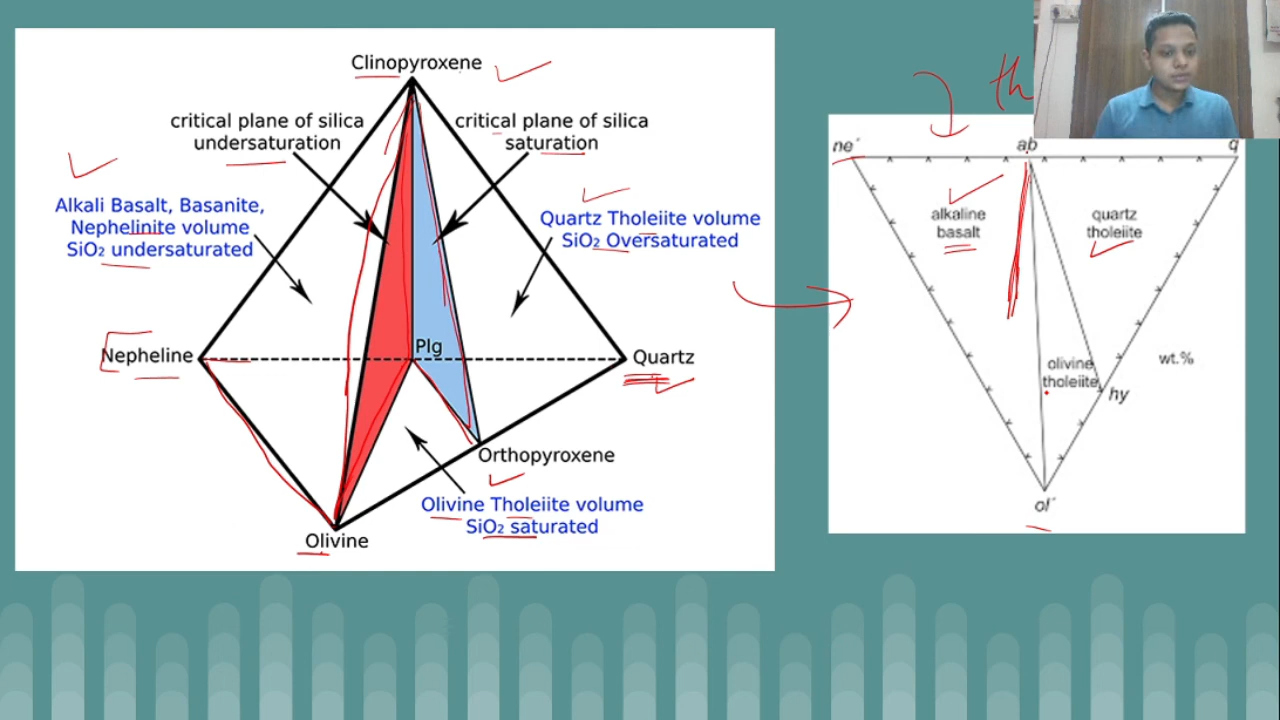 Clinopyroxene
critical plane of silica
undersaturation
critical plane of silica
saturation
Alkali Basalt, Basanite,
Nephelinite volume
SiO₂ undersaturated
Quartz Tholeiite volume
SiO₂ Oversaturated
Nepheline
Plg
Quartz
Orthopyroxene
Olivine Tholeiite volume
SiO₂ saturated
Olivine
th
ne'
ab
q
alkaline
basalt
quartz
tholeiite
olivine
tholeiite
hy
wt.%
ol'